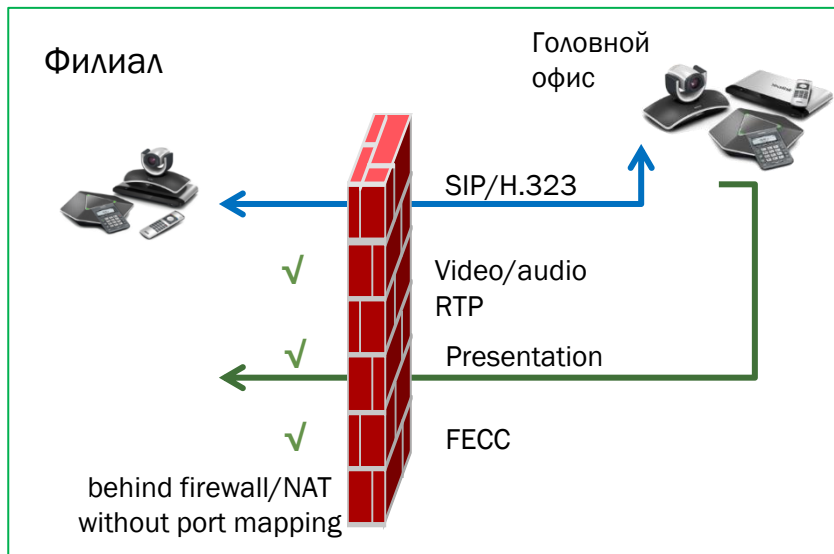 Филиал
Головной
офис
SIP/H.323
√
Video/audio
RTP
√
Presentation
√
FECC
behind firewall/NAT
without port mapping